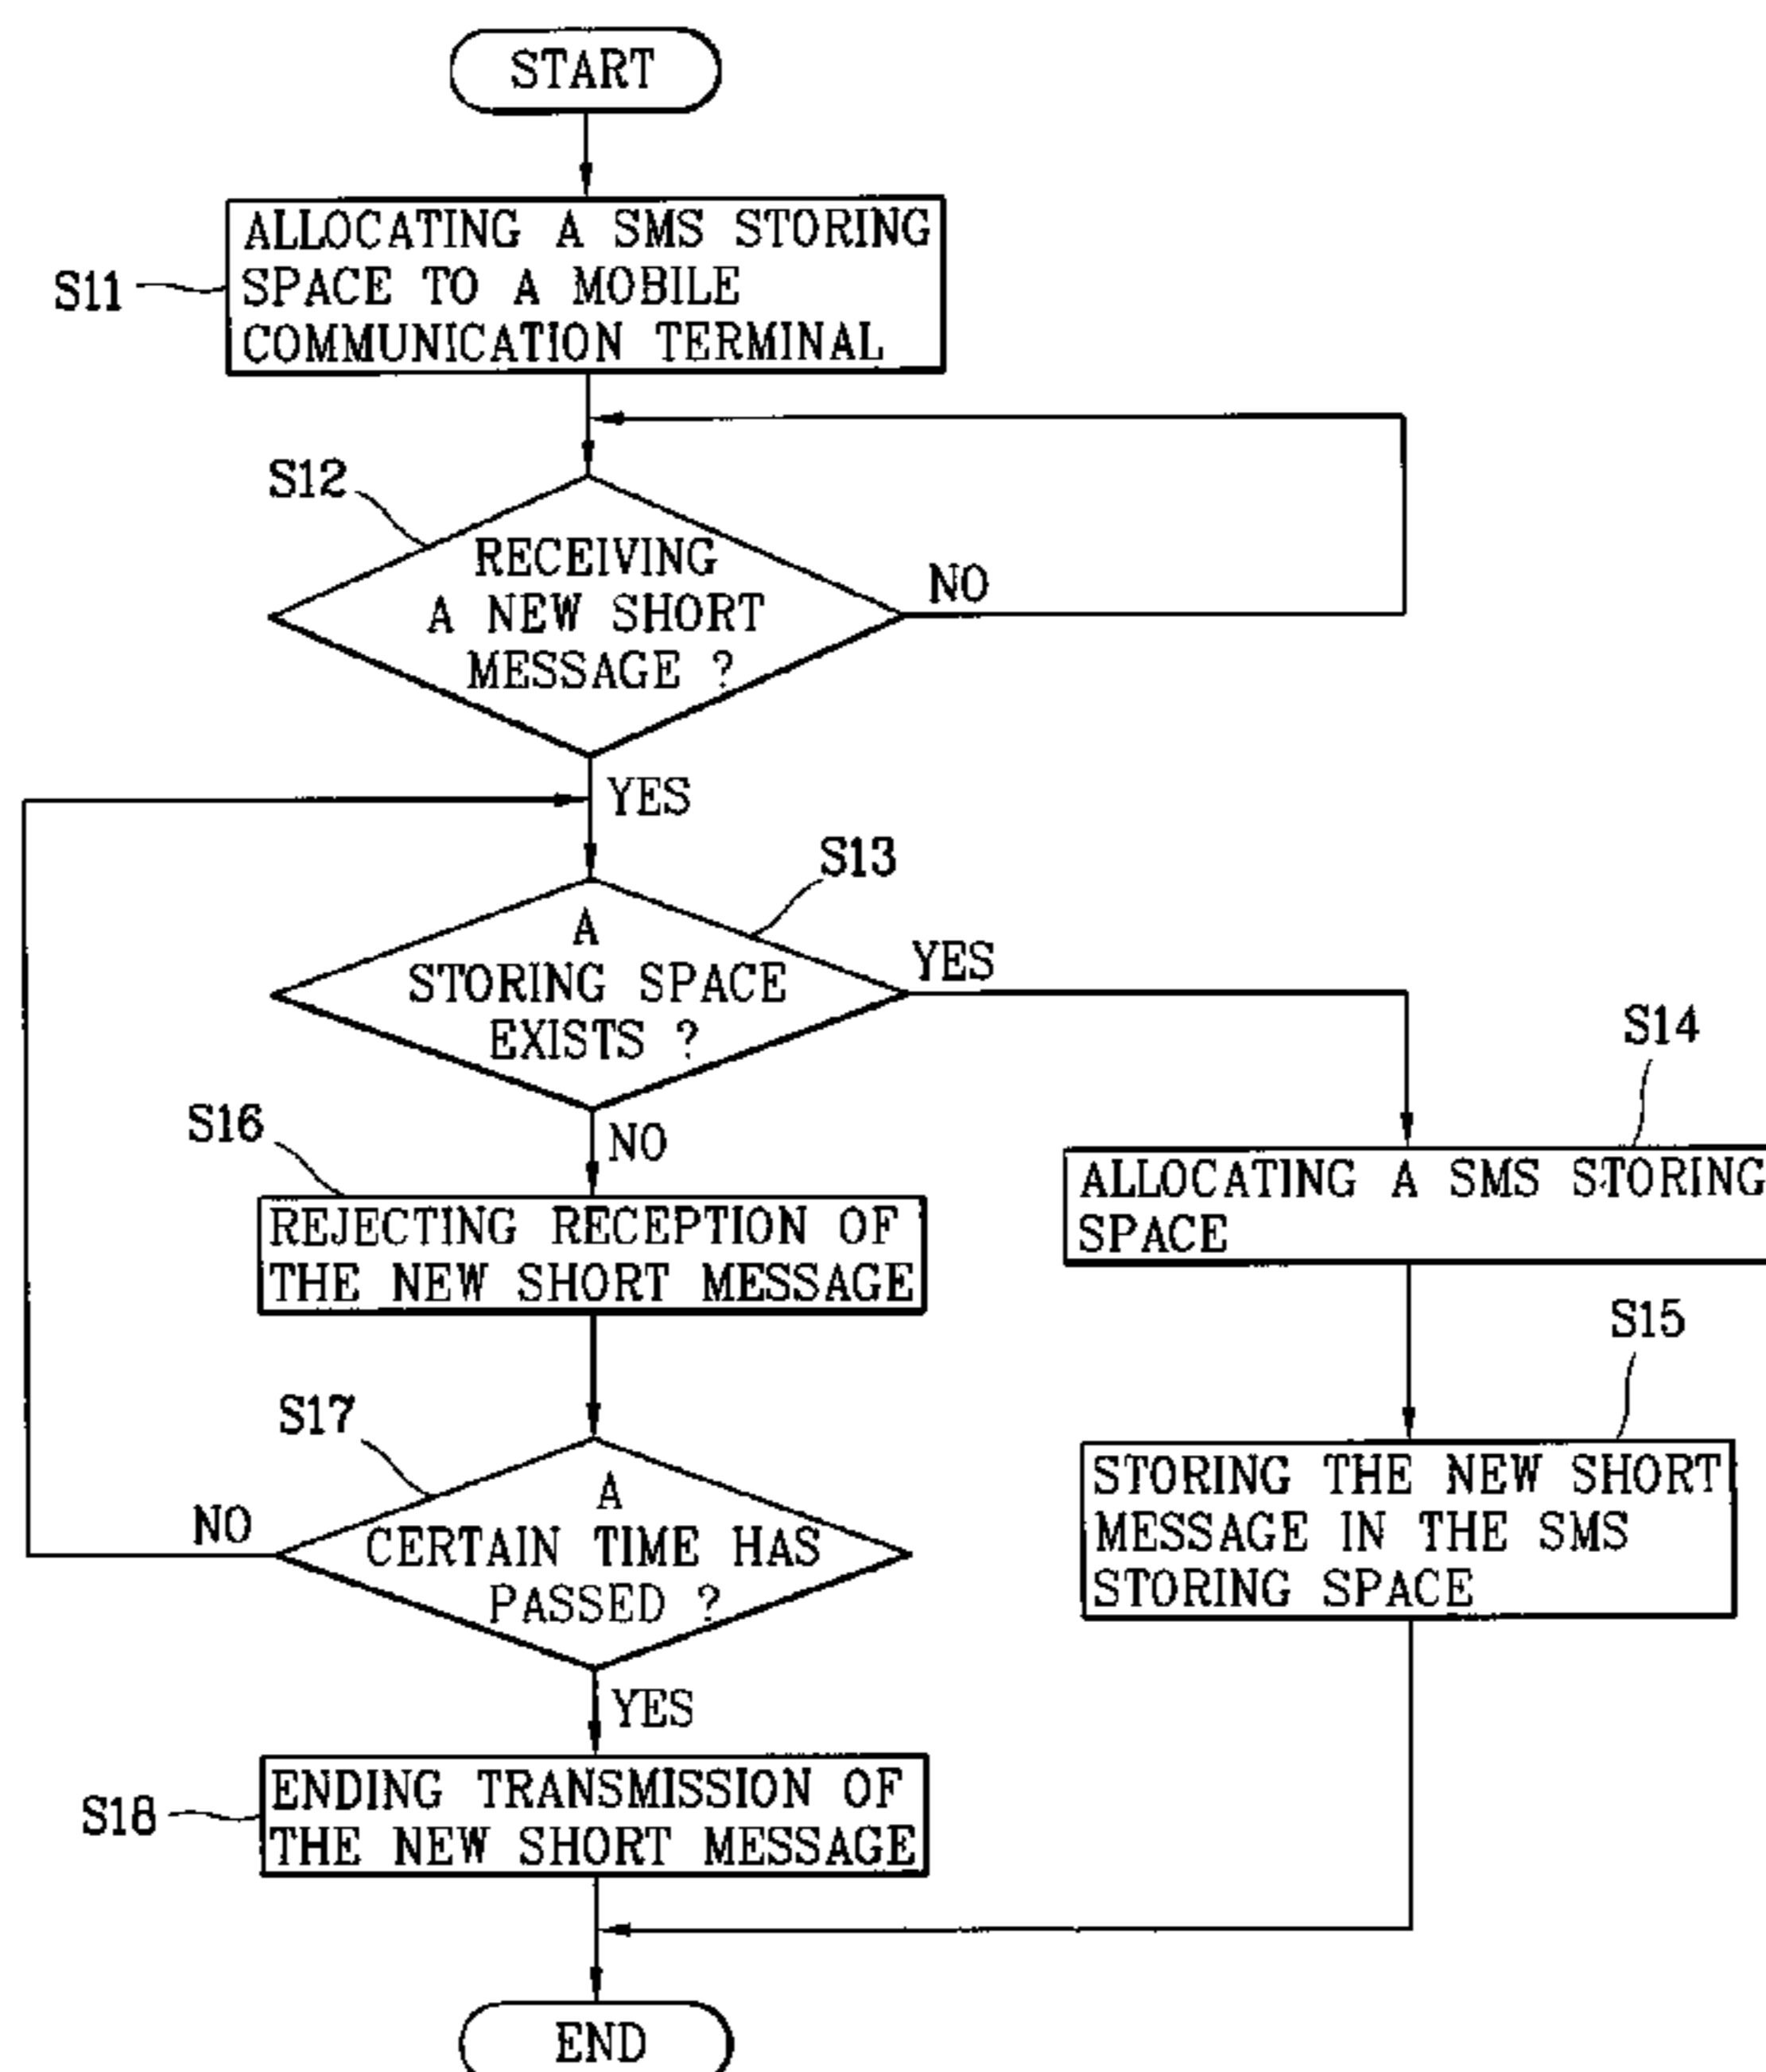 START
S11
ALLOCATING A SMS STORING
SPACE TO A MOBILE
COMMUNICATION TERMINAL
S12
RECEIVING
A NEW SHORT
MESSAGE ?
NO
YES
S13
A
STORING SPACE
EXISTS ?
YES
NO
S14
ALLOCATING A SMS STORING
SPACE
S15
STORING THE NEW SHORT
MESSAGE IN THE SMS
STORING SPACE
S16
REJECTING RECEPTION OF
THE NEW SHORT MESSAGE
S17
A
CERTAIN TIME HAS
PASSED ?
NO
YES
S18
ENDING TRANSMISSION OF
THE NEW SHORT MESSAGE
END